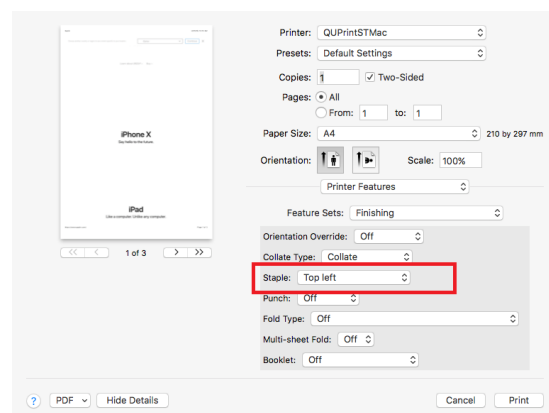 Printer: QUPrintSTMac
Presets: Default Settings
Copies: 1 Two-Sided
Pages: All
From: 1 to: 1
Paper Size: A4 210 by 297 mm
Orientation: Scale: 100%
Printer Features
Feature Sets: Finishing
Orientation Override: Off
Collate Type: Collate
Staple: Top left
Punch: Off
Fold Type: Off
Multi-sheet Fold: Off
Booklet: Off
iPhone X
Say hello to the future.
iPad
Like a computer. Unlike any computer.
<< < 1 of 3 > >>
? PDF Hide Details Cancel Print